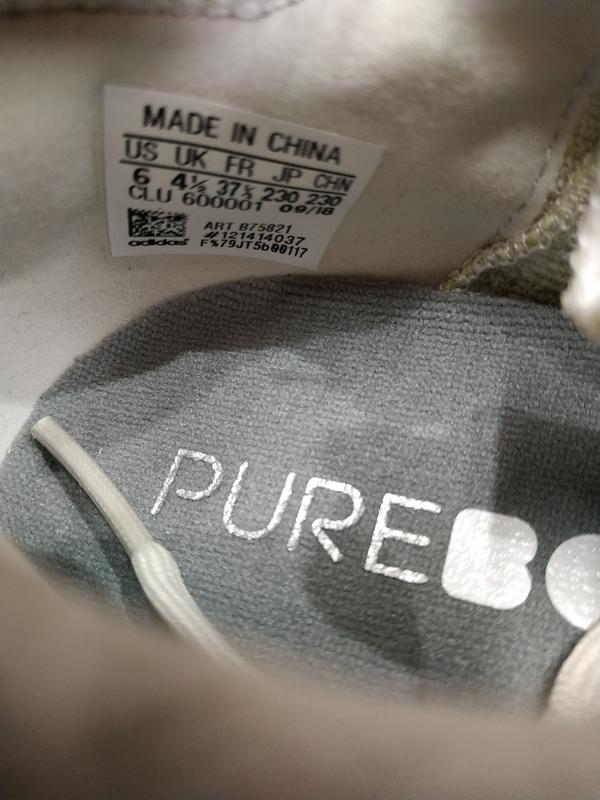 MADE IN CHINA
US UK FR JP CHN
6 4½ 37⅓ 230 230
CLU 600001 09/18
ART B75821
#121414037
adidas F%79JT5b00117
PURE